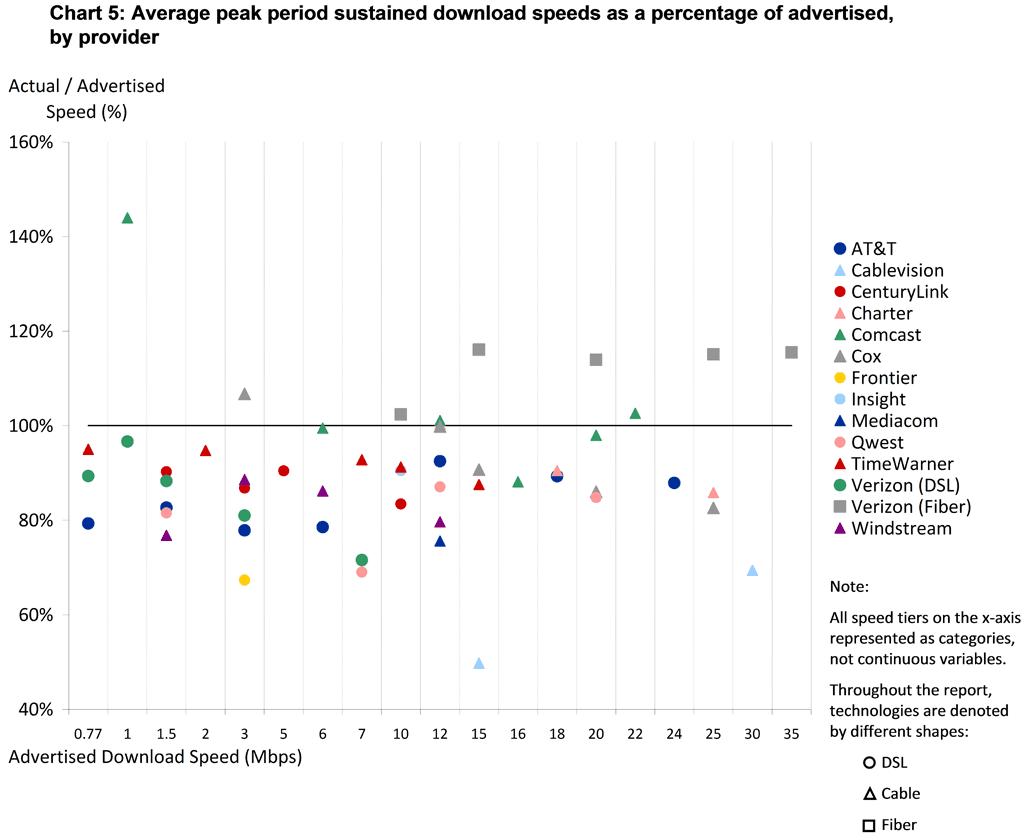 Chart 5: Average peak period sustained download speeds as a percentage of advertised,
by provider
Actual / Advertised
Speed (%)
160%
140%
120%
100%
80%
60%
40%
0.77 1 1.5 2 3 5 6 7 10 12 15 16 18 20 22 24 25 30 35
Advertised Download Speed (Mbps)
AT&T
Cablevision
CenturyLink
Charter
Comcast
Cox
Frontier
Insight
Mediacom
Qwest
TimeWarner
Verizon (DSL)
Verizon (Fiber)
Windstream
Note:
All speed tiers on the x-axis
represented as categories,
not continuous variables.
Throughout the report,
technologies are denoted
by different shapes:
DSL
Cable
Fiber